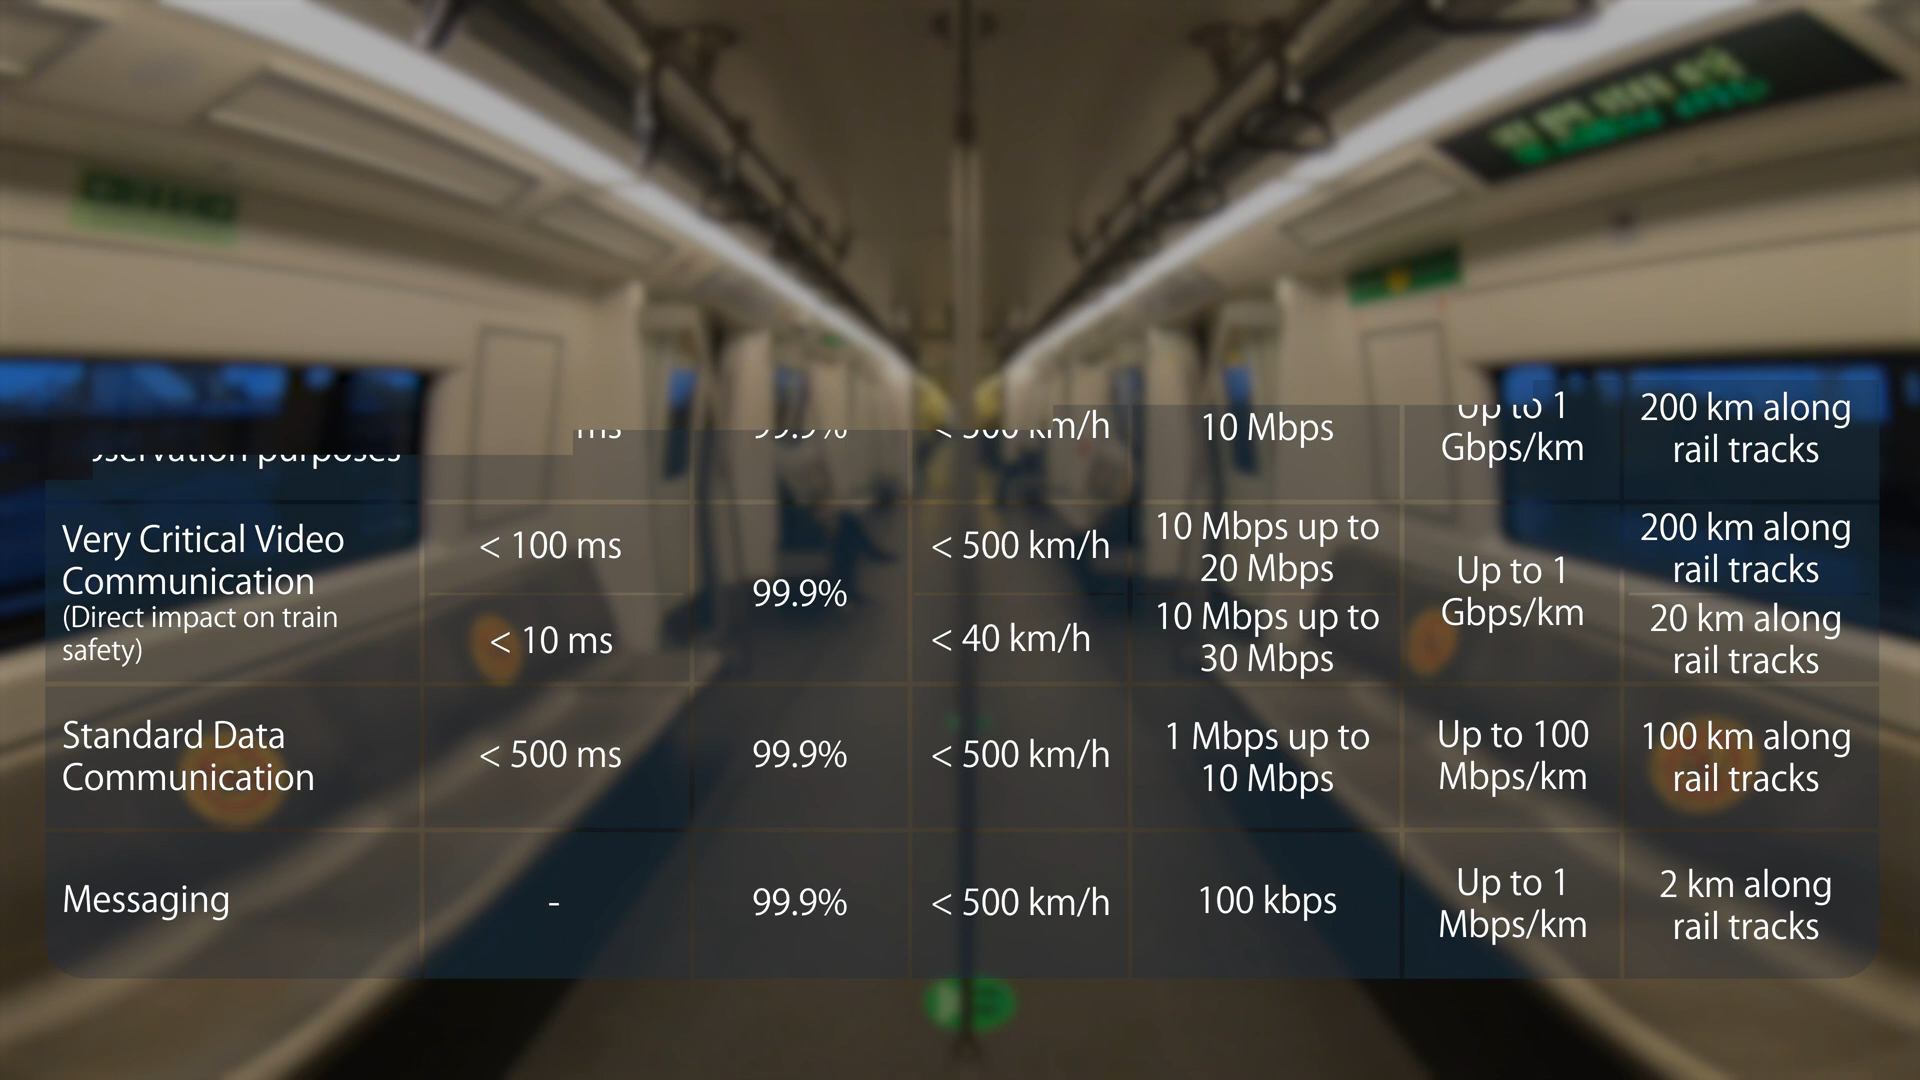 purposes
10 Mbps
Up to 1
Gbps/km
200 km along
rail tracks
Very Critical Video
Communication
(Direct impact on train
safety)
< 100 ms
< 10 ms
99.9%
< 500 km/h
< 40 km/h
10 Mbps up to
20 Mbps
10 Mbps up to
30 Mbps
Up to 1
Gbps/km
200 km along
rail tracks
20 km along
rail tracks
Standard Data
Communication
< 500 ms
99.9%
< 500 km/h
1 Mbps up to
10 Mbps
Up to 100
Mbps/km
100 km along
rail tracks
Messaging
-
99.9%
< 500 km/h
100 kbps
Up to 1
Mbps/km
2 km along
rail tracks